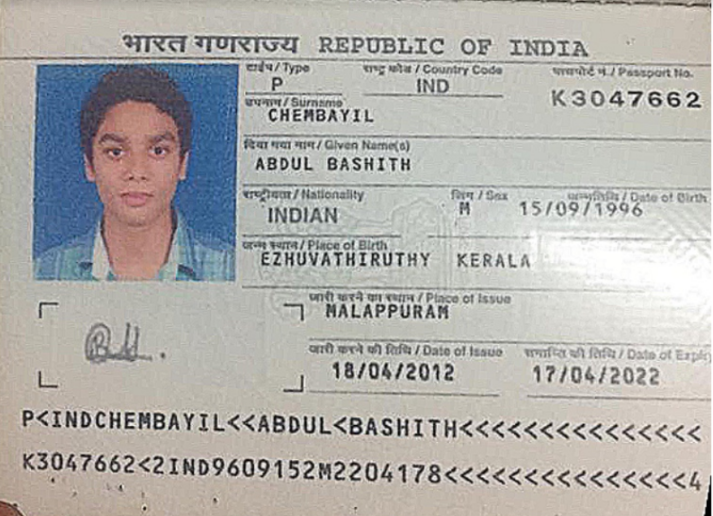 भारत गणराज्य REPUBLIC OF INDIA
टाईप / Type राष्ट्र कोड / Country Code पासपोर्ट नं. / Passport No.
P IND K3047662
उपनाम / Surname
CHEMBAYIL
दिया गया नाम / Given Name(s)
ABDUL BASHITH
राष्ट्रीयता / Nationality लिंग / Sex जन्मतिथि / Date of Birth
INDIAN M 15/09/1996
जन्म स्थान / Place of Birth
EZHUVATHIRUTHY KERALA
जारी करने का स्थान / Place of Issue
MALAPPURAM
जारी करने की तिथि / Date of Issue समाप्ति की तिथि / Date of Expiry
18/04/2012 17/04/2022
P<INDCHEMBAYIL<<ABDUL<BASHITH<<<<<<<<<<<<<<<
K3047662<2IND9609152M2204178<<<<<<<<<<<<<<<4